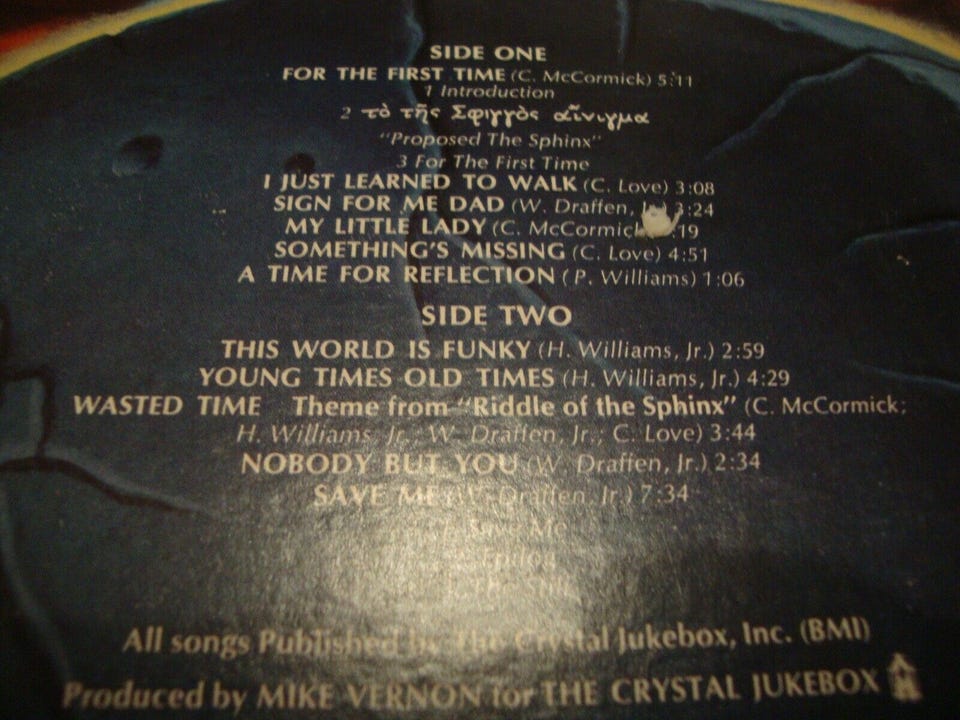 SIDE ONE
FOR THE FIRST TIME (C. McCormick) 5:11
1 Introduction
2 τὸ τῆς Σφιγγὸς αἴνιγμα
"Proposed The Sphinx"
3 For The First Time
I JUST LEARNED TO WALK (C. Love) 3:08
SIGN FOR ME DAD (W. Draffen, 3:24
MY LITTLE LADY (C. McCormick :19
SOMETHING'S MISSING (C. Love) 4:51
A TIME FOR REFLECTION (P. Williams) 1:06
SIDE TWO
THIS WORLD IS FUNKY (H. Williams, Jr.) 2:59
YOUNG TIMES OLD TIMES (H. Williams, Jr.) 4:29
WASTED TIME Theme from "Riddle of the Sphinx" (C. McCormick;
H. Williams, Jr.; W. Draffen, Jr.; C. Love) 3:44
NOBODY BUT YOU (W. Draffen, Jr.) 2:34
SAVE ME (W. Draffen, Jr.) 7:34
Save Me
All songs Published by The Crystal Jukebox, Inc. (BMI)
Produced by MIKE VERNON for THE CRYSTAL JUKEBOX